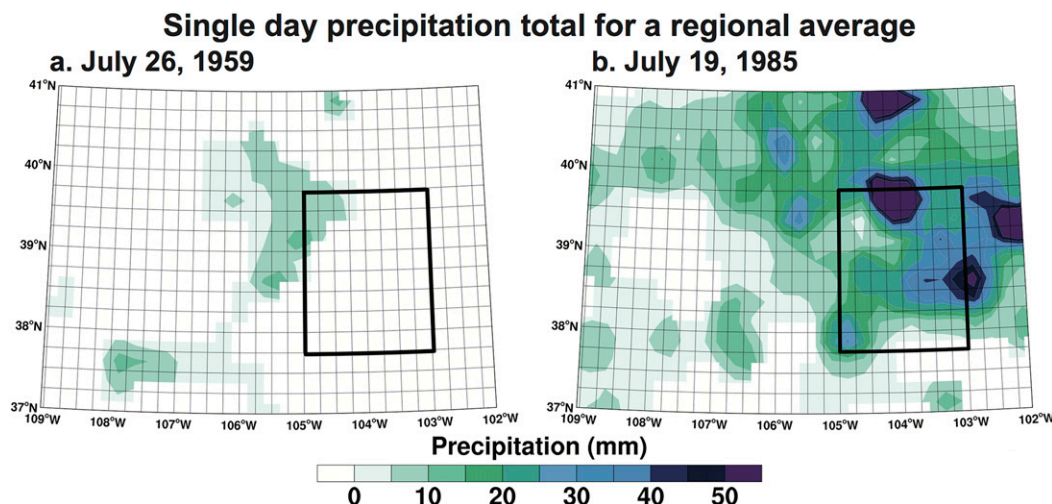 Single day precipitation total for a regional average
a. July 26, 1959
b. July 19, 1985
41°N
40°N
39°N
38°N
37°N
109°W 108°W 107°W 106°W 105°W 104°W 103°W 102°W
41°N
40°N
39°N
38°N
37°N
109°W 108°W 107°W 106°W 105°W 104°W 103°W 102°W
Precipitation (mm)
0 10 20 30 40 50